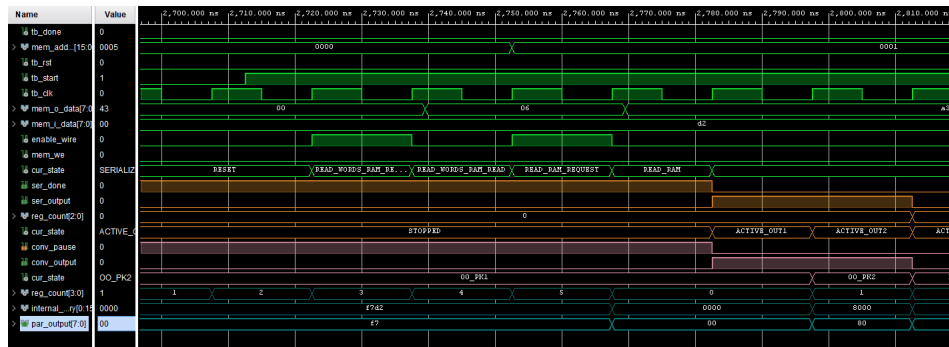 Name Value 2,700.000 ns 2,710.000 ns 2,720.000 ns 2,730.000 ns 2,740.000 ns 2,750.000 ns 2,760.000 ns 2,770.000 ns 2,780.000 ns 2,790.000 ns 2,800.000 ns 2,810.000
tb_done 0
mem_add...[15:0 0005 0000 0001
tb_rst 0
tb_start 1
tb_clk 0
mem_o_data[7:0 43 00 06 a3
mem_i_data[7:0] 00 d2
enable_wire 0
mem_we 0
cur_state SERIALIZ RESET READ_WORDS_RAM_RE... READ_WORDS_RAM_READ READ_RAM_REQUEST READ_RAM
ser_done 0
ser_output 0
reg_count[2:0] 0 0
cur_state ACTIVE_O STOPPED ACTIVE_OUT1 ACTIVE_OUT2 ACT
conv_pause 0
conv_output 0
cur_state OO_PK2 OO_PK1 OO_PK2
reg_count[3:0] 1 1 2 3 4 5 0 1
internal_...ry[0:15 0000 f7d2 0000 8000
par_output[7:0] 00 f7 00 80